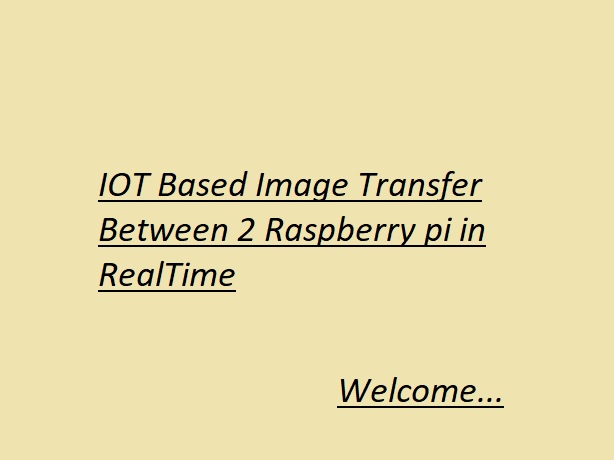 IOT Based Image Transfer
Between 2 Raspberry pi in
RealTime
Welcome...